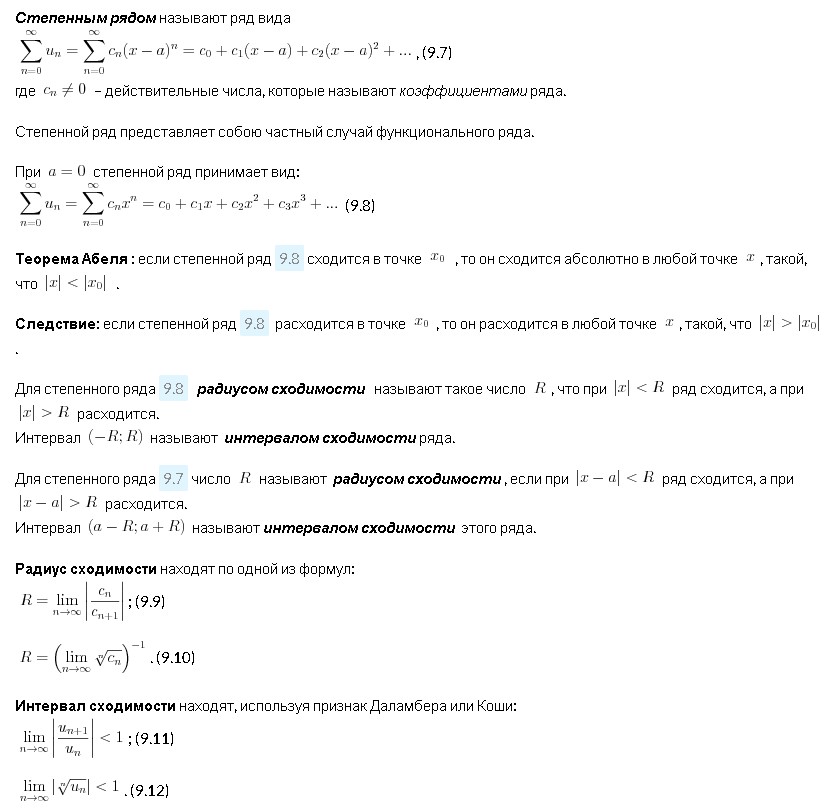 Степенным рядом называют ряд вида
$\sum_{n=0}^{\infty} u_n = \sum_{n=0}^{\infty} c_n(x-a)^n = c_0 + c_1(x-a) + c_2(x-a)^2 + \ldots$ , (9.7)
где $c_n \neq 0$ – действительные числа, которые называют коэффициентами ряда.
Степенной ряд представляет собою частный случай функционального ряда.
При $a = 0$ степенной ряд принимает вид:
$\sum_{n=0}^{\infty} u_n = \sum_{n=0}^{\infty} c_n x^n = c_0 + c_1 x + c_2 x^2 + c_3 x^3 + \ldots$ (9.8)
Теорема Абеля : если степенной ряд 9.8 сходится в точке $x_0$ , то он сходится абсолютно в любой точке $x$ , такой,
что $|x| < |x_0|$ .
Следствие: если степенной ряд 9.8 расходится в точке $x_0$ , то он расходится в любой точке $x$ , такой, что $|x| > |x_0|$
.
Для степенного ряда 9.8 радиусом сходимости называют такое число $R$ , что при $|x| < R$ ряд сходится, а при
$|x| > R$ расходится.
Интервал $(-R; R)$ называют интервалом сходимости ряда.
Для степенного ряда 9.7 число $R$ называют радиусом сходимости , если при $|x - a| < R$ ряд сходится, а при
$|x - a| > R$ расходится.
Интервал $(a - R; a + R)$ называют интервалом сходимости этого ряда.
Радиус сходимости находят по одной из формул:
$R = \lim_{n \to \infty} \left| \frac{c_n}{c_{n+1}} \right|$ ; (9.9)
$R = \left( \lim_{n \to \infty} \sqrt[n]{c_n} \right)^{-1}$ . (9.10)
Интервал сходимости находят, используя признак Даламбера или Коши:
$\lim_{n \to \infty} \left| \frac{u_{n+1}}{u_n} \right| < 1$ ; (9.11)
$\lim_{n \to \infty} |\sqrt[n]{u_n}| < 1$ . (9.12)